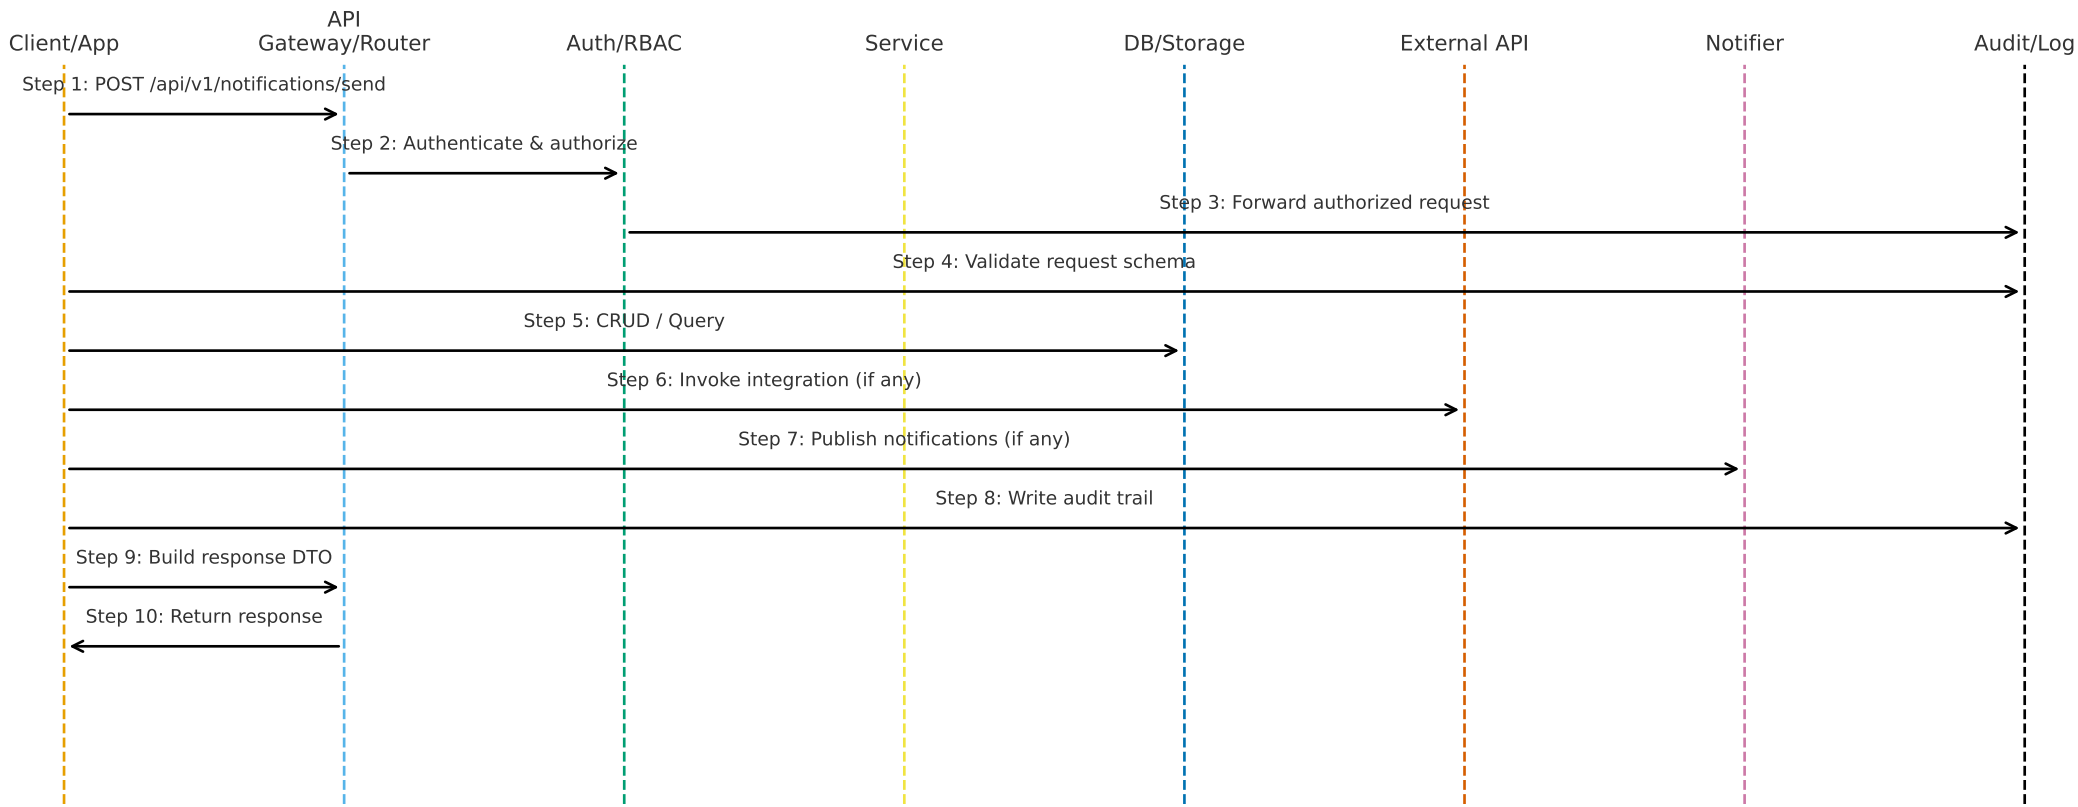 API
Client/App
Gateway/Router
Auth/RBAC
Service
DB/Storage
External API
Notifier
Audit/Log
Step 1: POST /api/v1/notifications/send
Step 2: Authenticate & authorize
Step 3: Forward authorized request
Step 4: Validate request schema
Step 5: CRUD / Query
Step 6: Invoke integration (if any)
Step 7: Publish notifications (if any)
Step 8: Write audit trail
Step 9: Build response DTO
Step 10: Return response